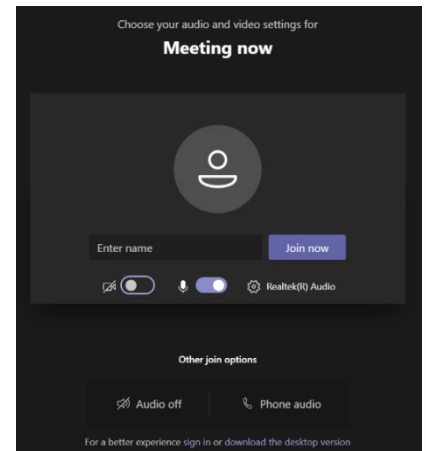 Choose your audio and video settings for
Meeting now
Enter name
Join now
Realtek(R) Audio
Other join options
Audio off
Phone audio
For a better experience sign in or download the desktop version